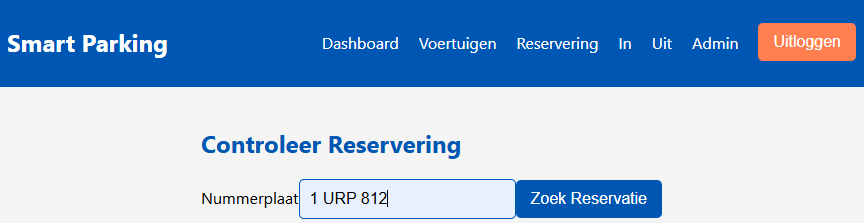 Smart Parking Dashboard Voertuigen Reservering In Uit Admin Uitloggen
Controleer Reservering
Nummerplaat 1 URP 812 Zoek Reservatie